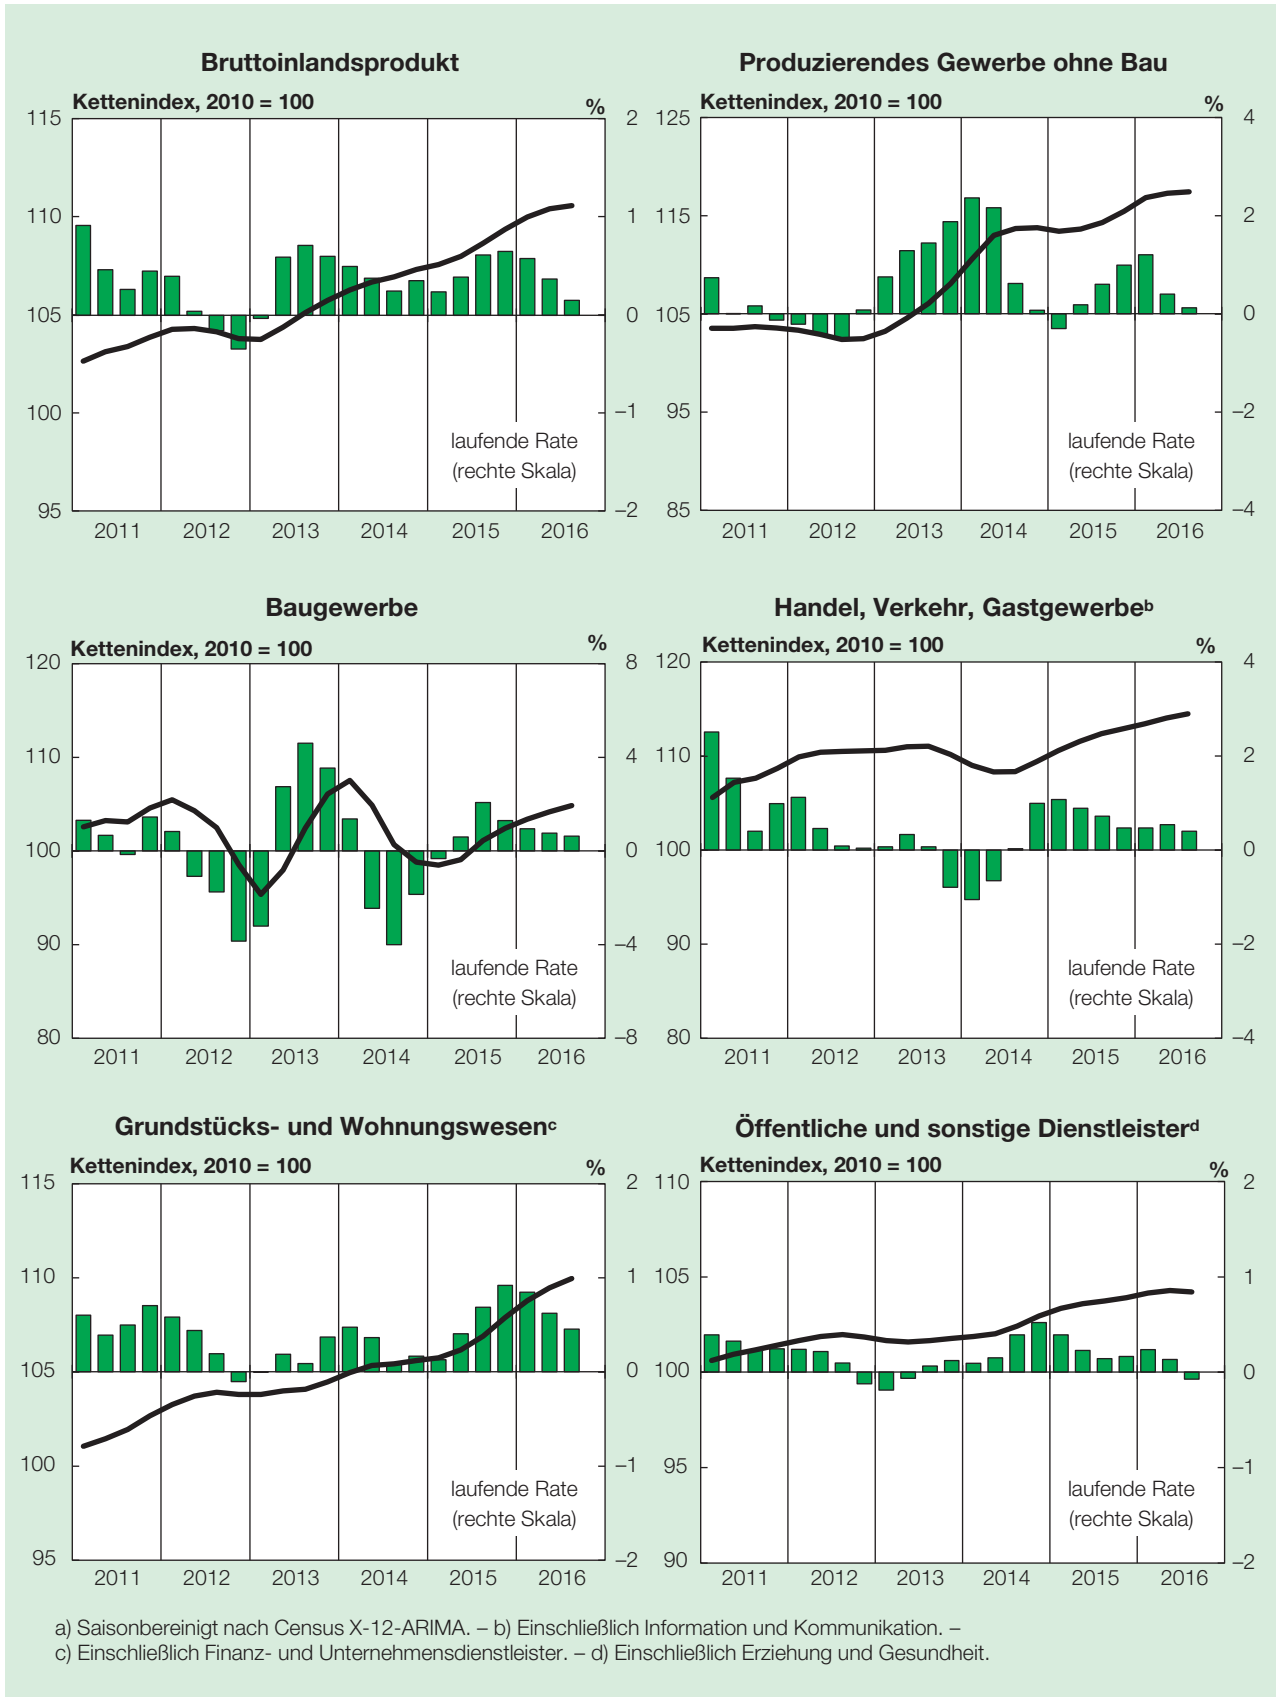 Bruttoinlandsprodukt
Kettenindex, 2010 = 100
%
115
110
105
100
95
2
1
0
−1
−2
laufende Rate
(rechte Skala)
2011 2012 2013 2014 2015 2016
Produzierendes Gewerbe ohne Bau
Kettenindex, 2010 = 100
%
125
115
105
95
85
4
2
0
−2
−4
laufende Rate
(rechte Skala)
2011 2012 2013 2014 2015 2016
Baugewerbe
Kettenindex, 2010 = 100
%
120
110
100
90
80
8
4
0
−4
−8
laufende Rate
(rechte Skala)
2011 2012 2013 2014 2015 2016
Handel, Verkehr, Gastgewerbeᵇ
Kettenindex, 2010 = 100
%
120
110
100
90
80
4
2
0
−2
−4
laufende Rate
(rechte Skala)
2011 2012 2013 2014 2015 2016
Grundstücks- und Wohnungswesenᶜ
Kettenindex, 2010 = 100
%
115
110
105
100
95
2
1
0
−1
−2
laufende Rate
(rechte Skala)
2011 2012 2013 2014 2015 2016
Öffentliche und sonstige Dienstleisterᵈ
Kettenindex, 2010 = 100
%
110
105
100
95
90
2
1
0
−1
−2
laufende Rate
(rechte Skala)
2011 2012 2013 2014 2015 2016
a) Saisonbereinigt nach Census X-12-ARIMA. – b) Einschließlich Information und Kommunikation. –
c) Einschließlich Finanz- und Unternehmensdienstleister. – d) Einschließlich Erziehung und Gesundheit.